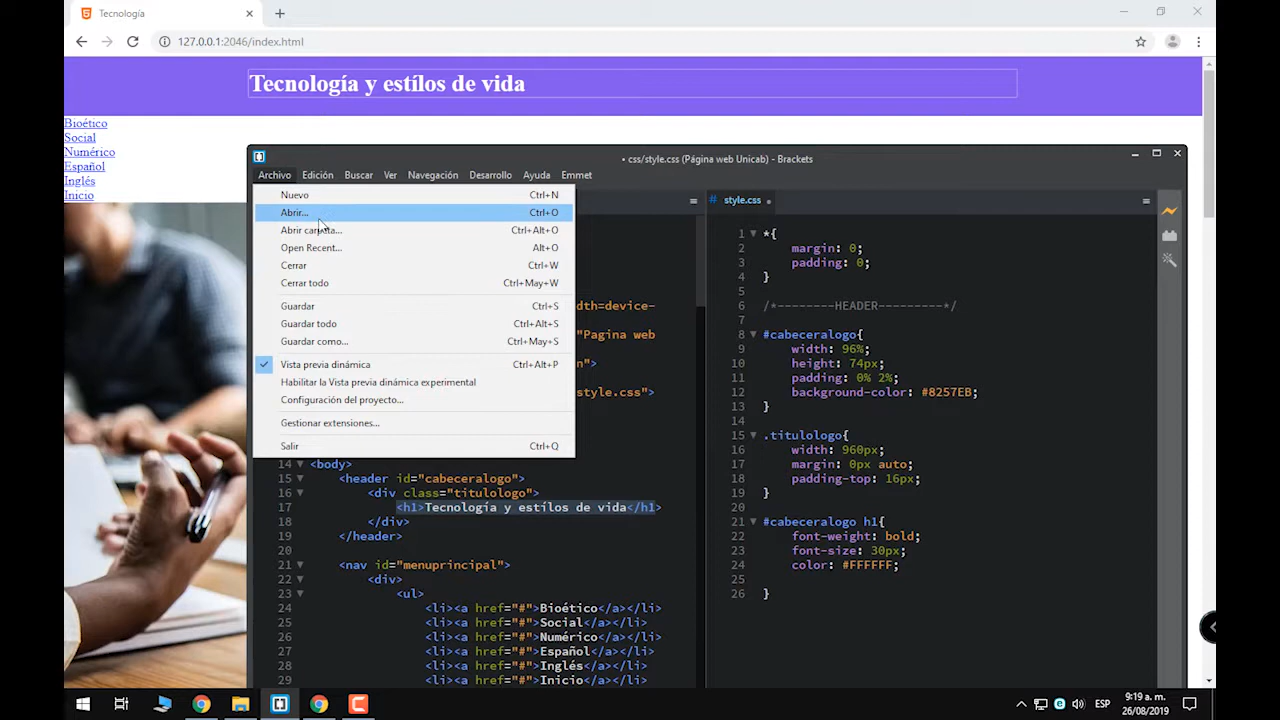 Tecnología
127.0.0.1:2046/index.html
Tecnología y estílos de vida
Bioético
Social
Numérico
Español
Inglés
Inicio
• css/style.css (Página web Unicab) - Brackets
Archivo Edición Buscar Ver Navegación Desarrollo Ayuda Emmet
Nuevo Ctrl+N
Abrir... Ctrl+O
Abrir carpeta... Ctrl+Alt+O
Open Recent... Alt+O
Cerrar Ctrl+W
Cerrar todo Ctrl+May+W
Guardar Ctrl+S
Guardar todo Ctrl+Alt+S
Guardar como... Ctrl+May+S
Vista previa dinámica Ctrl+Alt+P
Habilitar la Vista previa dinámica experimental
Configuración del proyecto...
Gestionar extensiones...
Salir Ctrl+Q
dth=device-
"Pagina web
n">
style.css">
14 <body>
15 <header id="cabeceralogo">
16 <div class="titulologo">
17 <h1>Tecnología y estílos de vida</h1>
18 </div>
19 </header>
20
21 <nav id="menuprincipal">
22 <div>
23 <ul>
24 <li><a href="#">Bioético</a></li>
25 <li><a href="#">Social</a></li>
26 <li><a href="#">Numérico</a></li>
27 <li><a href="#">Español</a></li>
28 <li><a href="#">Inglés</a></li>
29 <li><a href="#">Inicio</a></li>
# style.css •
1 *{
2 margin: 0;
3 padding: 0;
4 }
5
6 /*--------HEADER---------*/
7
8 #cabeceralogo{
9 width: 96%;
10 height: 74px;
11 padding: 0% 2%;
12 background-color: #8257EB;
13 }
14
15 .titulologo{
16 width: 960px;
17 margin: 0px auto;
18 padding-top: 16px;
19 }
20
21 #cabeceralogo h1{
22 font-weight: bold;
23 font-size: 30px;
24 color: #FFFFFF;
25
26 }
ESP
9:19 a. m.
26/08/2019